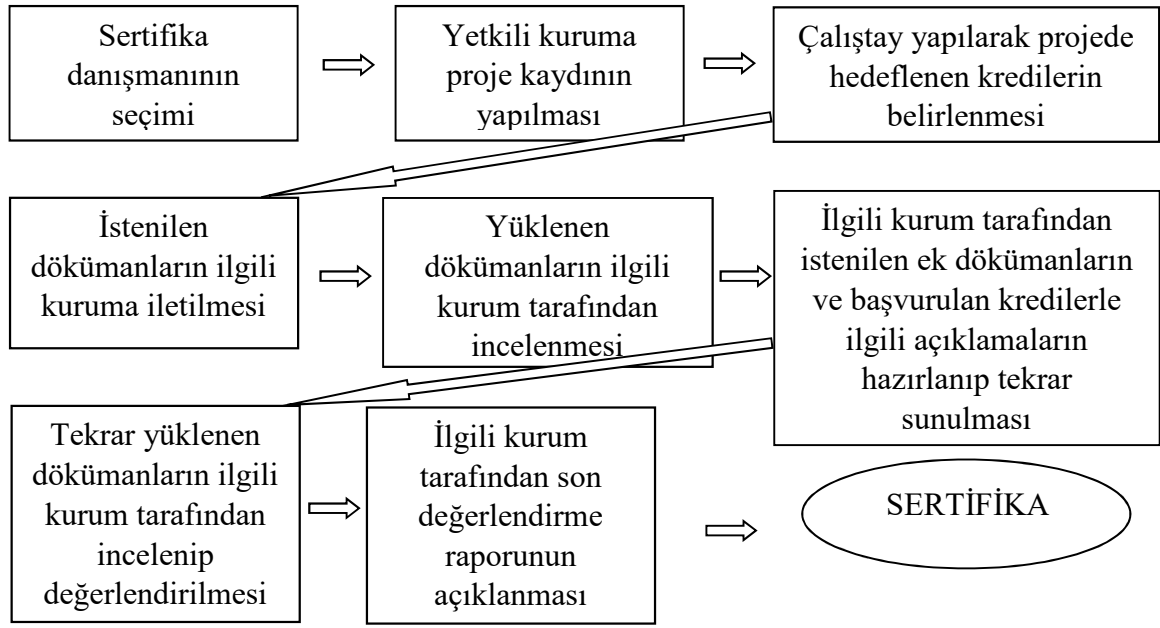 Sertifika
danışmanının
seçimi
Yetkili kuruma
proje kaydının
yapılması
Çalıştay yapılarak projede
hedeflenen kredilerin
belirlenmesi
İstenilen
dökümanların ilgili
kuruma iletilmesi
Yüklenen
dökümanların ilgili
kurum tarafından
incelenmesi
İlgili kurum tarafından
istenilen ek dökümanların
ve başvurulan kredilerle
ilgili açıklamaların
hazırlanıp tekrar
sunulması
Tekrar yüklenen
dökümanların ilgili
kurum tarafından
incelenip
değerlendirilmesi
İlgili kurum
tarafından son
değerlendirme
raporunun
açıklanması
SERTİFİKA